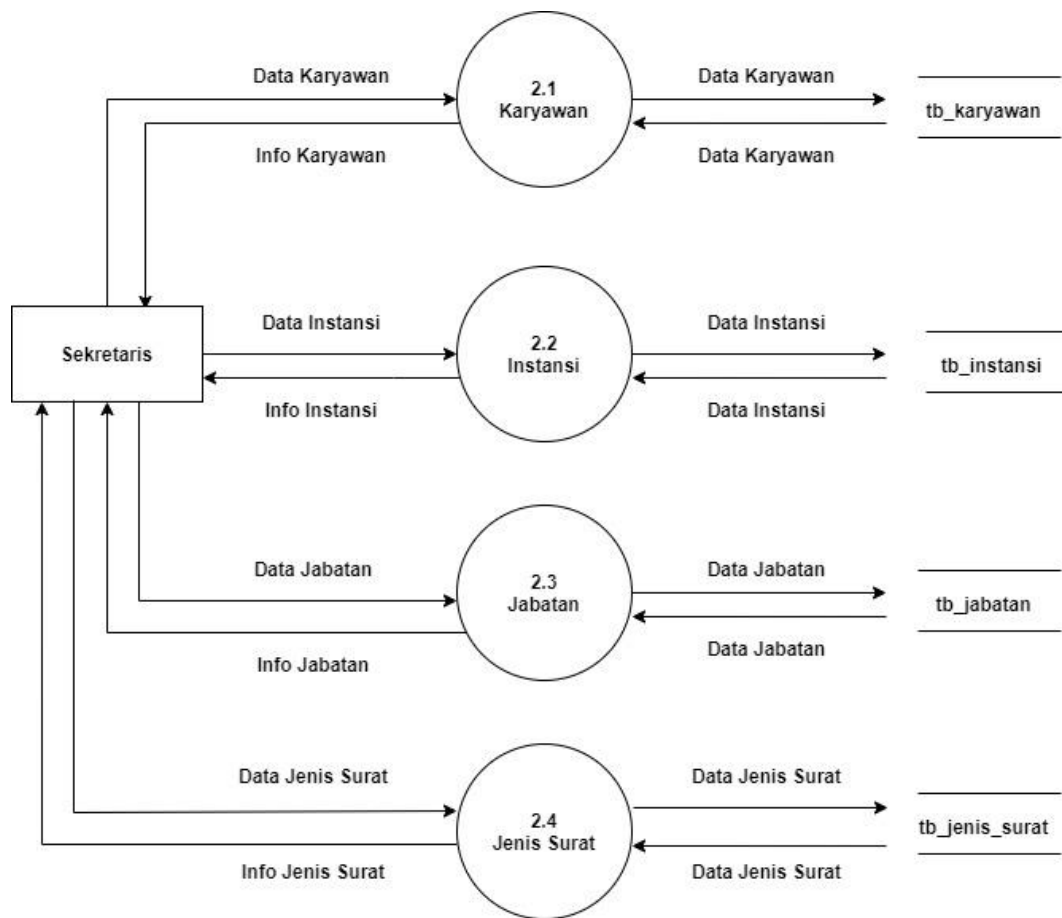 Data Karyawan
2.1
Karyawan
Data Karyawan
tb_karyawan
Info Karyawan
Data Karyawan
Sekretaris
Data Instansi
2.2
Instansi
Data Instansi
tb_instansi
Info Instansi
Data Instansi
Data Jabatan
2.3
Jabatan
Data Jabatan
tb_jabatan
Info Jabatan
Data Jabatan
Data Jenis Surat
2.4
Jenis Surat
Data Jenis Surat
tb_jenis_surat
Info Jenis Surat
Data Jenis Surat